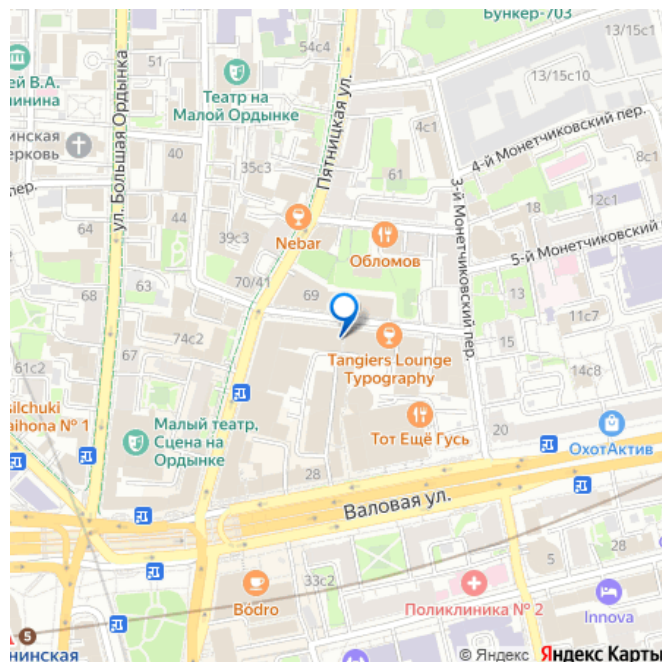 Бункер-703
13/15с1
54с4
ей В.А.
инина
51
ул. Большая Ордынка
Театр на
Малой Ордынке
Пятницкая ул.
13/15с10
4с1
4-й Монетчиковский пер.
инская
ерковь
40
35с3
61
3-й Монетчиковский пер.
8с1
пер.
44
39с3
Nebar
Обломов
18
12с1
5-й Монетчиковский
64
63
70/41
69
68
13
11с7
74с2
15
67
61с2
Tangiers Lounge
Typography
14с8
silchuki
aihona № 1
Малый театр,
Сцена на
Ордынке
Тот Ещё Гусь
20
ОхотАктив
28
Валовая ул.
33с2
28
5
Bodro
Поликлиника № 2
Innova
5
нинская
© Яндекс Яндекс Карты